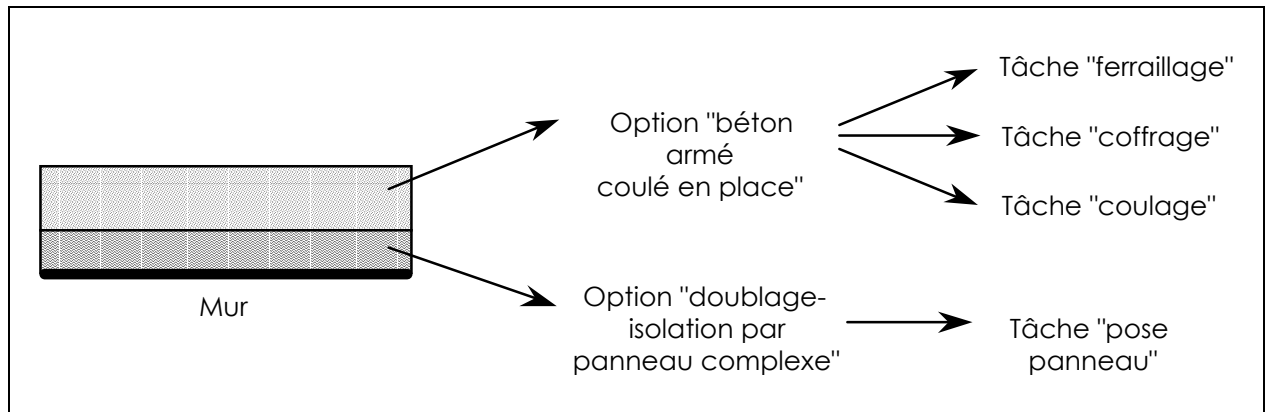 Mur
Option "béton
armé
coulé en place"
Tâche "ferraillage"
Tâche "coffrage"
Tâche "coulage"
Option "doublage-
isolation par
panneau complexe"
Tâche "pose
panneau"